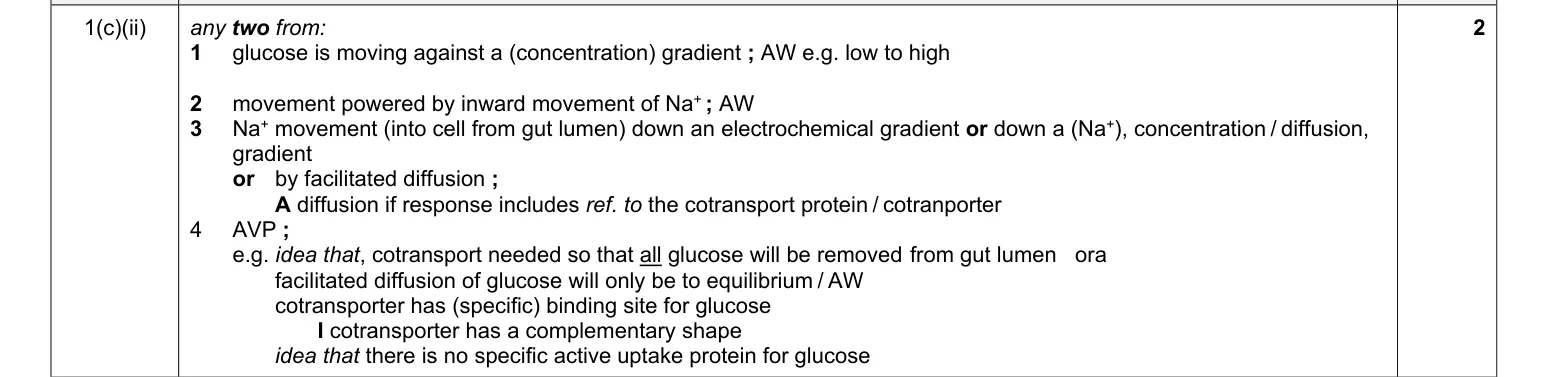 1(c)(ii) any two from: 2
1 glucose is moving against a (concentration) gradient ; AW e.g. low to high
2 movement powered by inward movement of Na⁺ ; AW
3 Na⁺ movement (into cell from gut lumen) down an electrochemical gradient or down a (Na⁺), concentration / diffusion,
gradient
or by facilitated diffusion ;
A diffusion if response includes ref. to the cotransport protein / cotranporter
4 AVP ;
e.g. idea that, cotransport needed so that all glucose will be removed from gut lumen ora
facilitated diffusion of glucose will only be to equilibrium / AW
cotransporter has (specific) binding site for glucose
I cotransporter has a complementary shape
idea that there is no specific active uptake protein for glucose